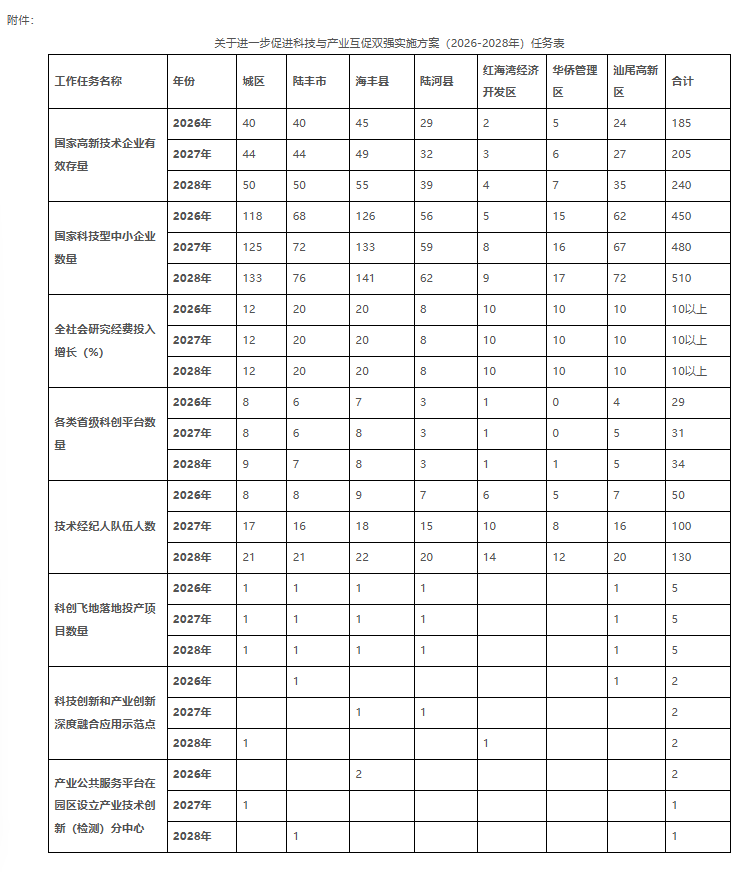 附件：
关于进一步促进科技与产业互促双强实施方案（2026-2028年）任务表
工作任务名称 年份 城区 陆丰市 海丰县 陆河县 红海湾经济开发区 华侨管理区 汕尾高新区 合计
国家高新技术企业有效存量
2026年 40 40 45 29 2 5 24 185
2027年 44 44 49 32 3 6 27 205
2028年 50 50 55 39 4 7 35 240
国家科技型中小企业数量
2026年 118 68 126 56 5 15 62 450
2027年 125 72 133 59 8 16 67 480
2028年 133 76 141 62 9 17 72 510
全社会研究经费投入增长（%）
2026年 12 20 20 8 10 10 10 10以上
2027年 12 20 20 8 10 10 10 10以上
2028年 12 20 20 8 10 10 10 10以上
各类省级科创平台数量
2026年 8 6 7 3 1 0 4 29
2027年 8 6 8 3 1 0 5 31
2028年 9 7 8 3 1 1 5 34
技术经纪人队伍人数
2026年 8 8 9 7 6 5 7 50
2027年 17 16 18 15 10 8 16 100
2028年 21 21 22 20 14 12 20 130
科创飞地落地投产项目数量
2026年 1 1 1 1 1 5
2027年 1 1 1 1 1 5
2028年 1 1 1 1 1 5
科技创新和产业创新深度融合应用示范点
2026年 1 1 2
2027年 1 1 2
2028年 1 1 2
产业公共服务平台在园区设立产业技术创新（检测）分中心
2026年 2 2
2027年 1 1
2028年 1 1